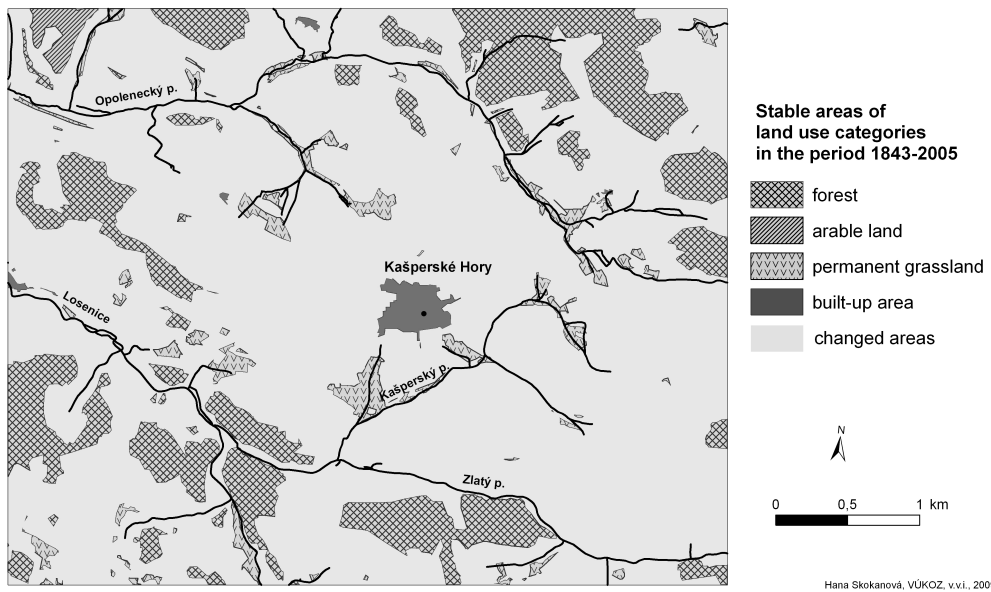 Opolenecký p.
Kašperské Hory
Losenice
Kašperský p.
Zlatý p.
Stable areas of
land use categories
in the period 1843-2005
forest
arable land
permanent grassland
built-up area
changed areas
N
0 0,5 1 km
Hana Skokanová, VÚKOZ, v.v.i., 200